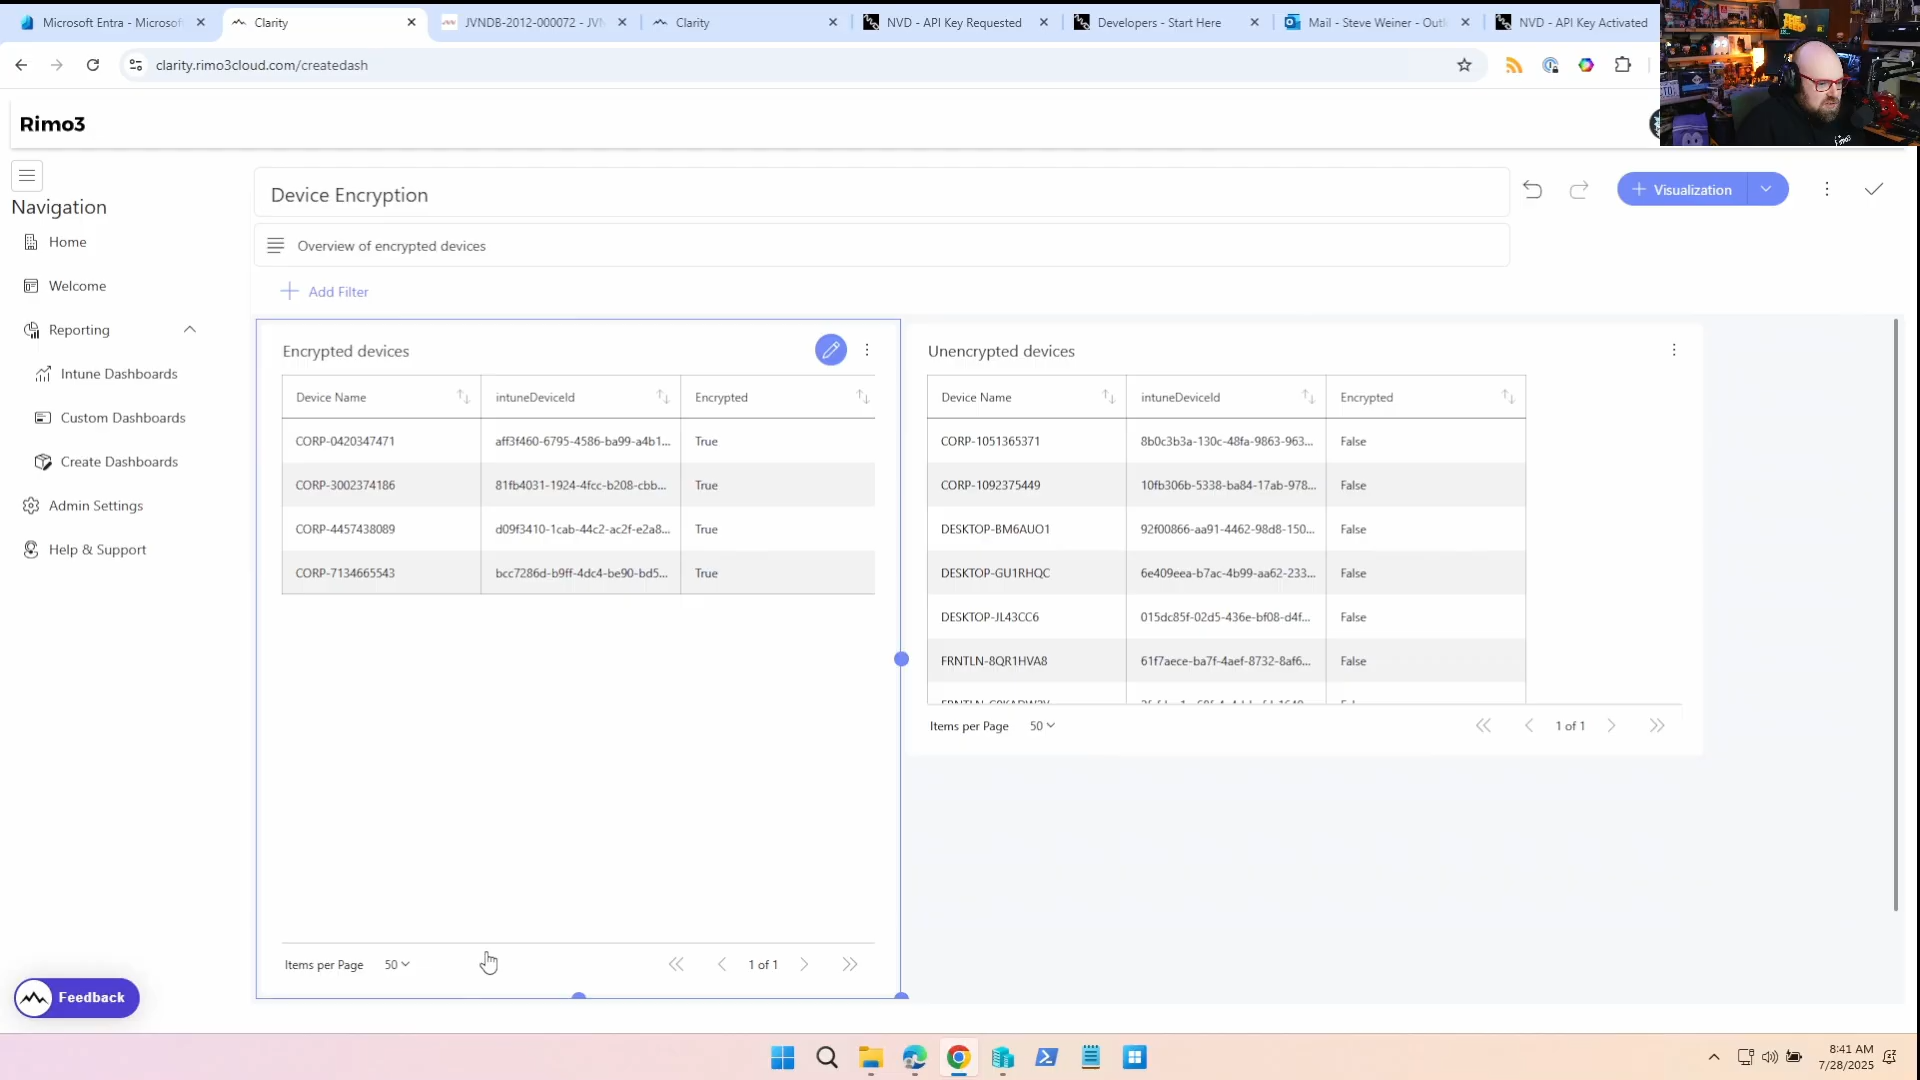 Microsoft Entra - Microsof
Clarity
JVNDB-2012-000072 - JVN
Clarity
NVD - API Key Requested
Developers - Start Here
Mail - Steve Weiner - Outl
NVD - API Key Activated
clarity.rimo3cloud.com/createdash
Rimo3
Navigation
Home
Welcome
Reporting
Intune Dashboards
Custom Dashboards
Create Dashboards
Admin Settings
Help & Support
Feedback
Device Encryption
Visualization
Overview of encrypted devices
Add Filter
Encrypted devices
Device Name intuneDeviceId Encrypted
CORP-0420347471 aff3f460-6795-4586-ba99-a4b1... True
CORP-3002374186 81fb4031-1924-4fcc-b208-cbb... True
CORP-4457438089 d09f3410-1cab-44c2-ac2f-e2a8... True
CORP-7134665543 bcc7286d-b9ff-4dc4-be90-bd5... True
Items per Page 50 1 of 1
Unencrypted devices
Device Name intuneDeviceId Encrypted
CORP-1051365371 8b0c3b3a-130c-48fa-9863-963... False
CORP-1092375449 10fb306b-5338-ba84-17ab-978... False
DESKTOP-BM6AUO1 92f00866-aa91-4462-98d8-150... False
DESKTOP-GU1RHQC 6e409eea-b7ac-4b99-aa62-233... False
DESKTOP-JL43CC6 015dc85f-02d5-436e-bf08-d4f... False
FRNTLN-8QR1HVA8 61f7aece-ba7f-4aef-8732-8af6... False
Items per Page 50 1 of 1
8:41 AM
7/28/2025